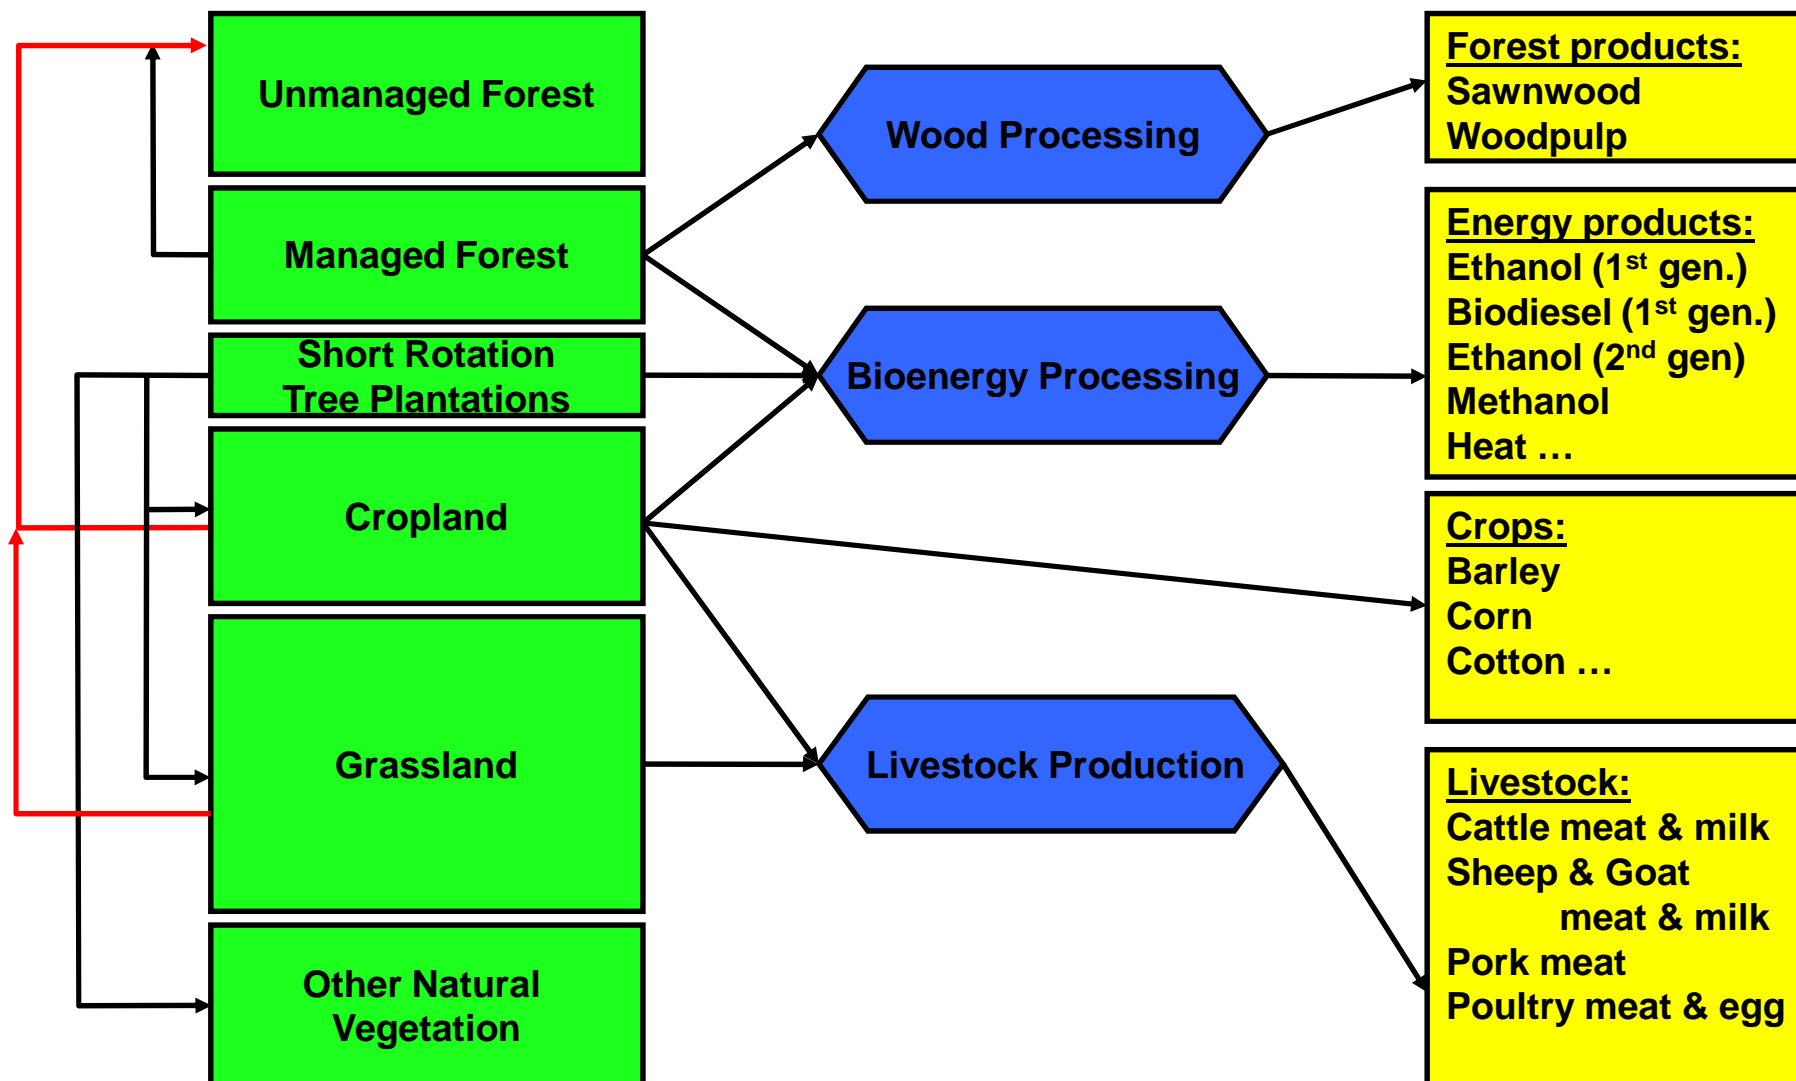 Unmanaged Forest
Managed Forest
Short Rotation
Tree Plantations
Cropland
Grassland
Other Natural
Vegetation
Wood Processing
Bioenergy Processing
Livestock Production
Forest products:
Sawnwood
Woodpulp
Energy products:
Ethanol (1st gen.)
Biodiesel (1st gen.)
Ethanol (2nd gen)
Methanol
Heat …
Crops:
Barley
Corn
Cotton …
Livestock:
Cattle meat & milk
Sheep & Goat
meat & milk
Pork meat
Poultry meat & egg